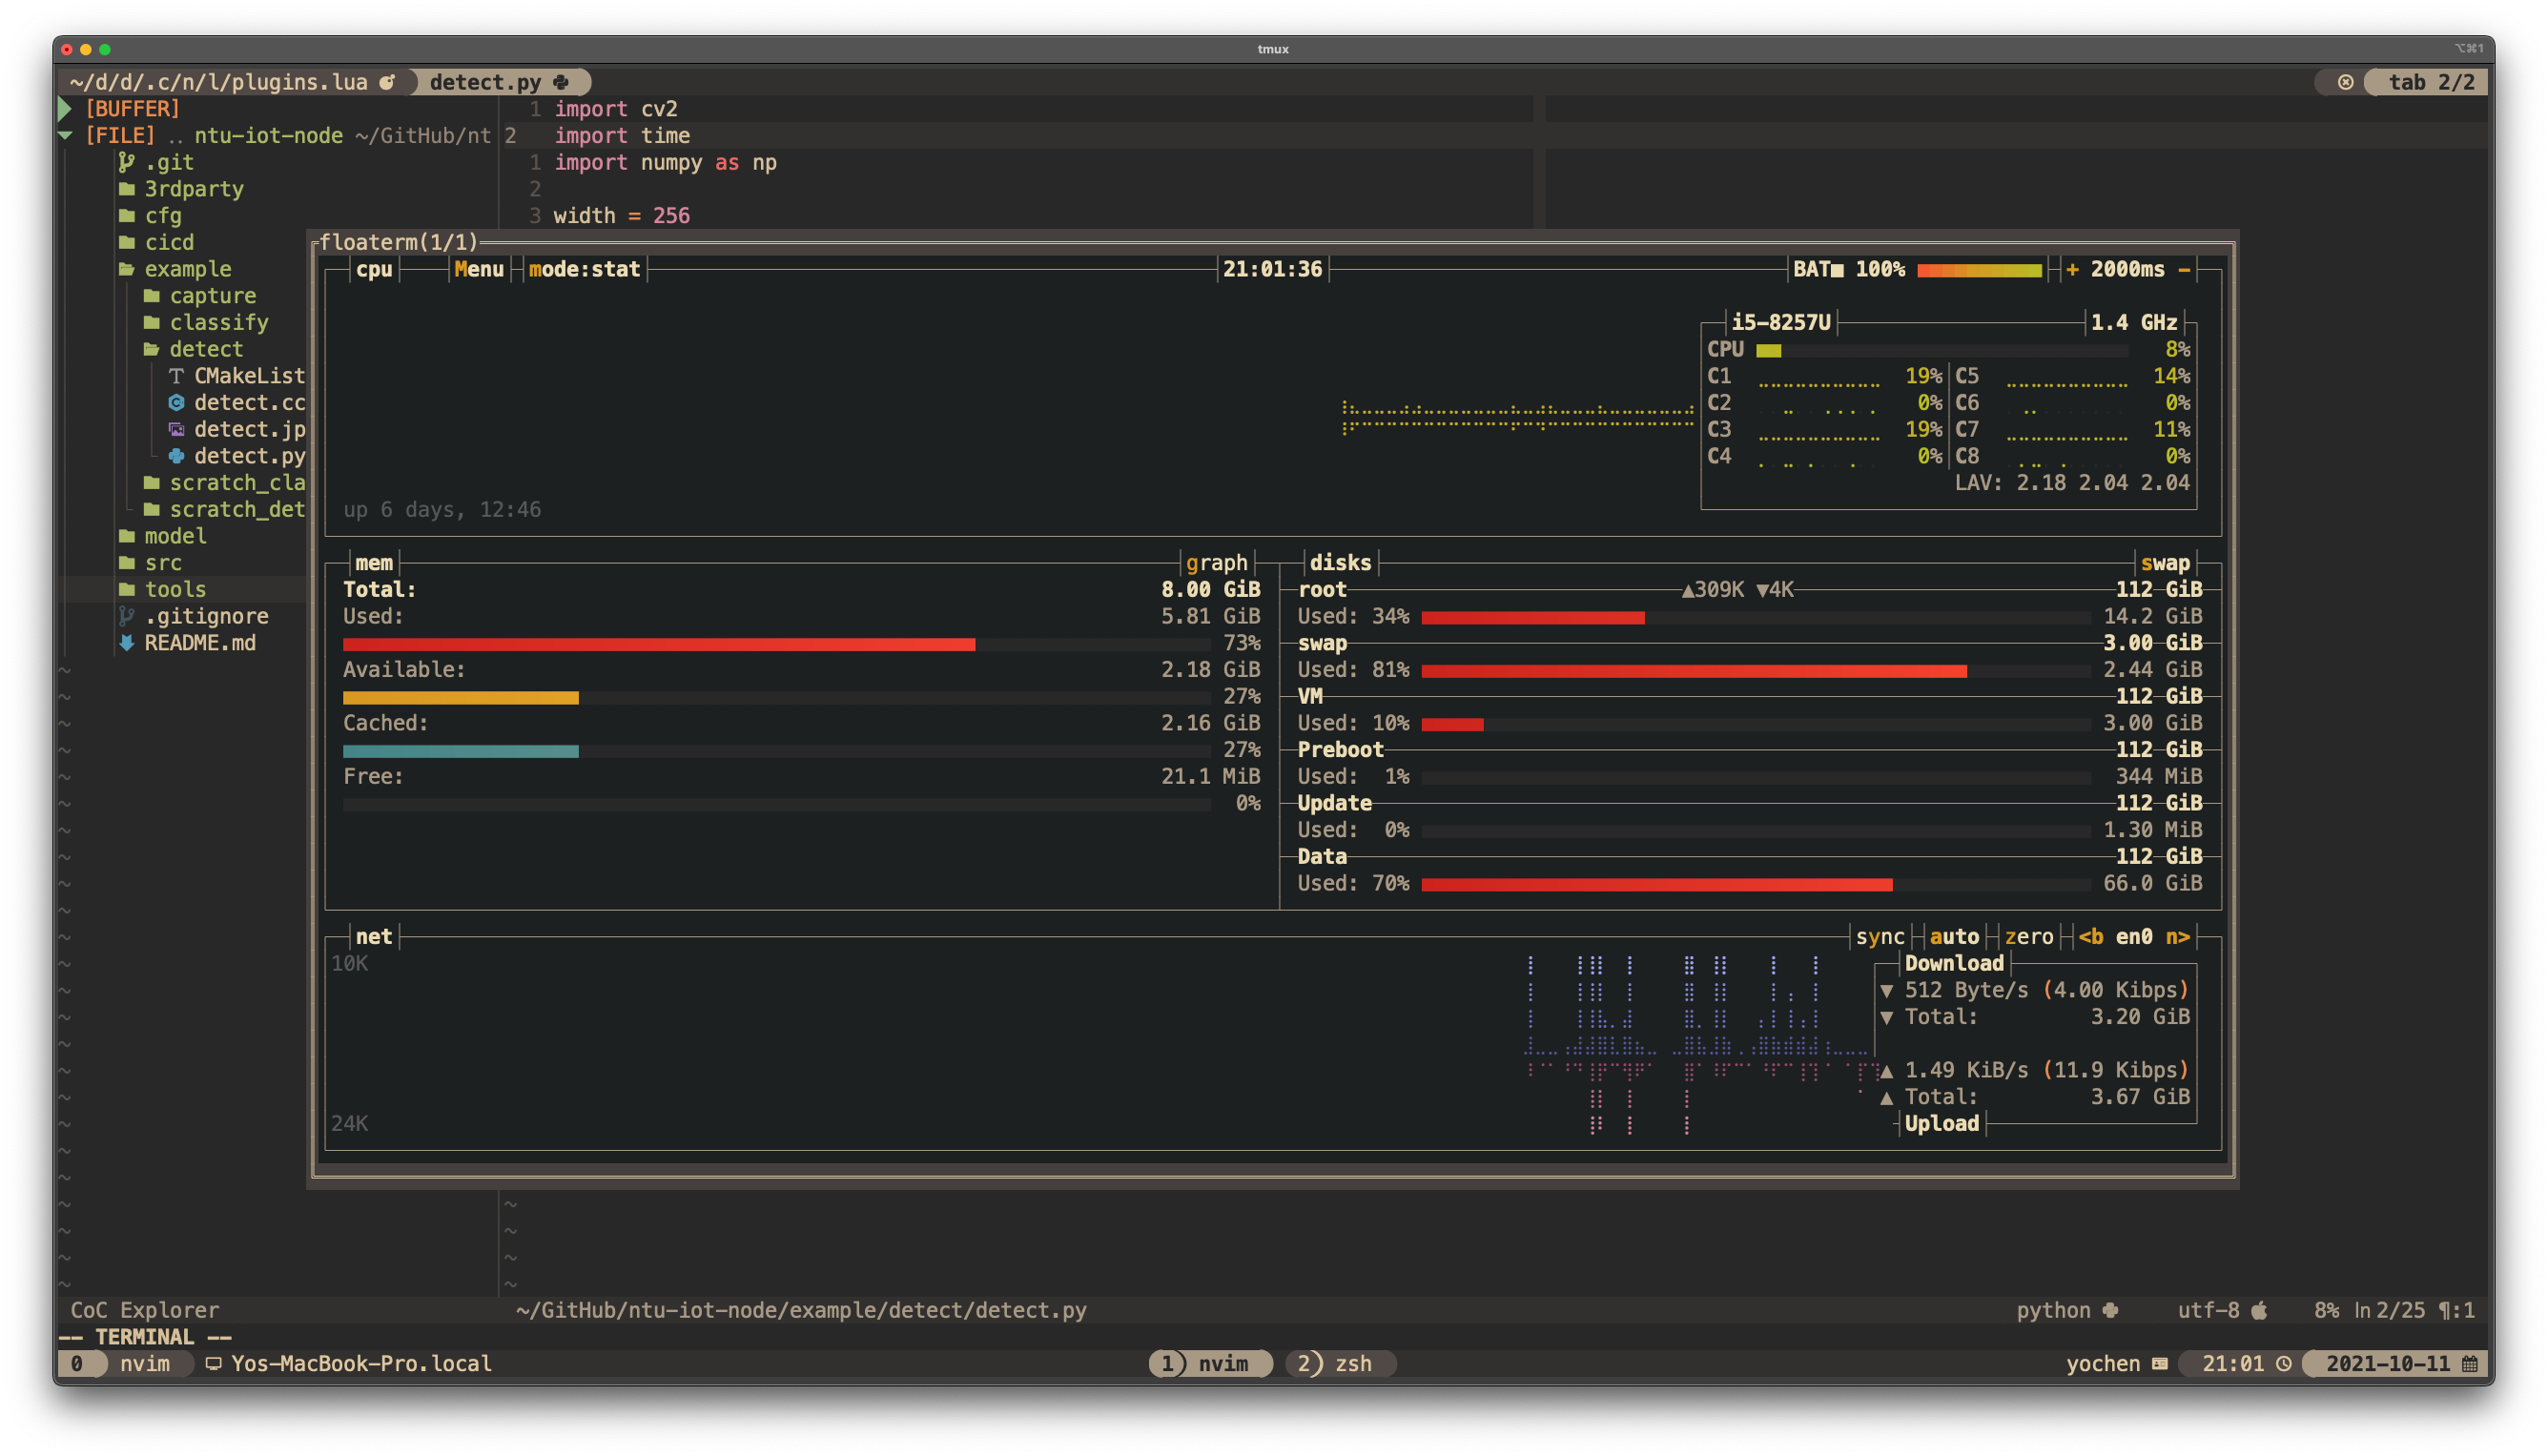 tmux ⌥⌘1
~/d/d/.c/n/l/plugins.lua detect.py tab 2/2
[BUFFER]
[FILE] .. ntu-iot-node ~/GitHub/nt
.git
3rdparty
cfg
cicd
example
capture
classify
detect
CMakeList
detect.cc
detect.jp
detect.py
scratch_cla
scratch_det
model
src
tools
.gitignore
README.md
1 import cv2
2 import time
1 import numpy as np
2
3 width = 256
floaterm(1/1)
cpu Menu mode:stat 21:01:36 BAT■ 100% + 2000ms -
i5-8257U 1.4 GHz
CPU 8%
C1 19% C5 14%
C2 0% C6 0%
C3 19% C7 11%
C4 0% C8 0%
LAV: 2.18 2.04 2.04
up 6 days, 12:46
mem graph
Total: 8.00 GiB
Used: 5.81 GiB
73%
Available: 2.18 GiB
27%
Cached: 2.16 GiB
27%
Free: 21.1 MiB
0%
disks swap
root ▲309K ▼4K 112 GiB
Used: 34% 14.2 GiB
swap 3.00 GiB
Used: 81% 2.44 GiB
VM 112 GiB
Used: 10% 3.00 GiB
Preboot 112 GiB
Used: 1% 344 MiB
Update 112 GiB
Used: 0% 1.30 MiB
Data 112 GiB
Used: 70% 66.0 GiB
net sync auto zero <b en0 n>
10K
24K
Download
▼ 512 Byte/s (4.00 Kibps)
▼ Total: 3.20 GiB
▲ 1.49 KiB/s (11.9 Kibps)
▲ Total: 3.67 GiB
Upload
CoC Explorer ~/GitHub/ntu-iot-node/example/detect/detect.py python utf-8 8% ln 2/25 ¶:1
-- TERMINAL --
0 nvim Yos-MacBook-Pro.local 1) nvim 2) zsh yochen 21:01 2021-10-11